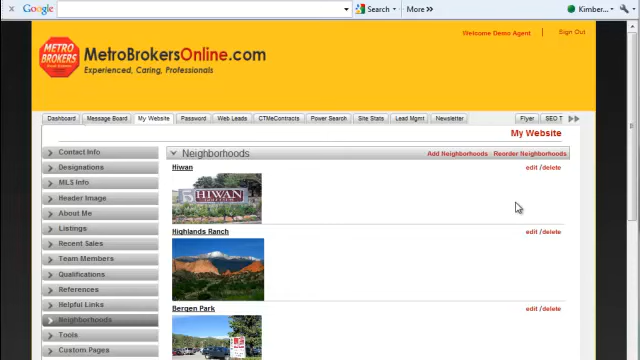 x Google Search More >> Kimber...
Welcome Demo Agent Sign Out
METRO BROKERS
MetroBrokersOnline.com
Experienced, Caring, Professionals
Dashboard Message Board My Website Password Web Leads CTMeContracts Power Search Site Stats Lead Mgmt Newsletter Flyer SEO T
My Website
Contact Info
Designations
MLS Info
Header Image
About Me
Listings
Recent Sales
Team Members
Qualifications
References
Helpful Links
Neighborhoods
Tools
Custom Pages
Neighborhoods Add Neighborhoods Reorder Neighborhoods
Hiwan edit /delete
HIWAN
Highlands Ranch edit /delete
Bergen Park edit /delete